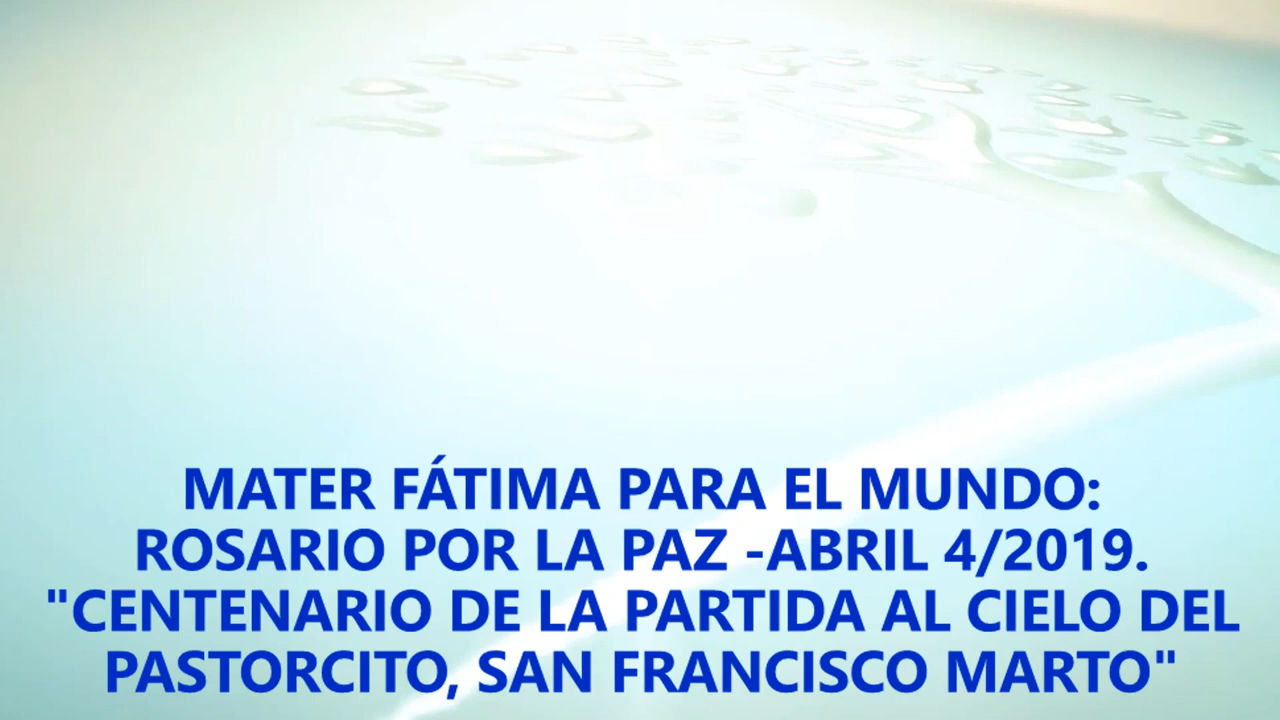 MATER FÁTIMA PARA EL MUNDO:
ROSARIO POR LA PAZ -ABRIL 4/2019.
"CENTENARIO DE LA PARTIDA AL CIELO DEL
PASTORCITO, SAN FRANCISCO MARTO"